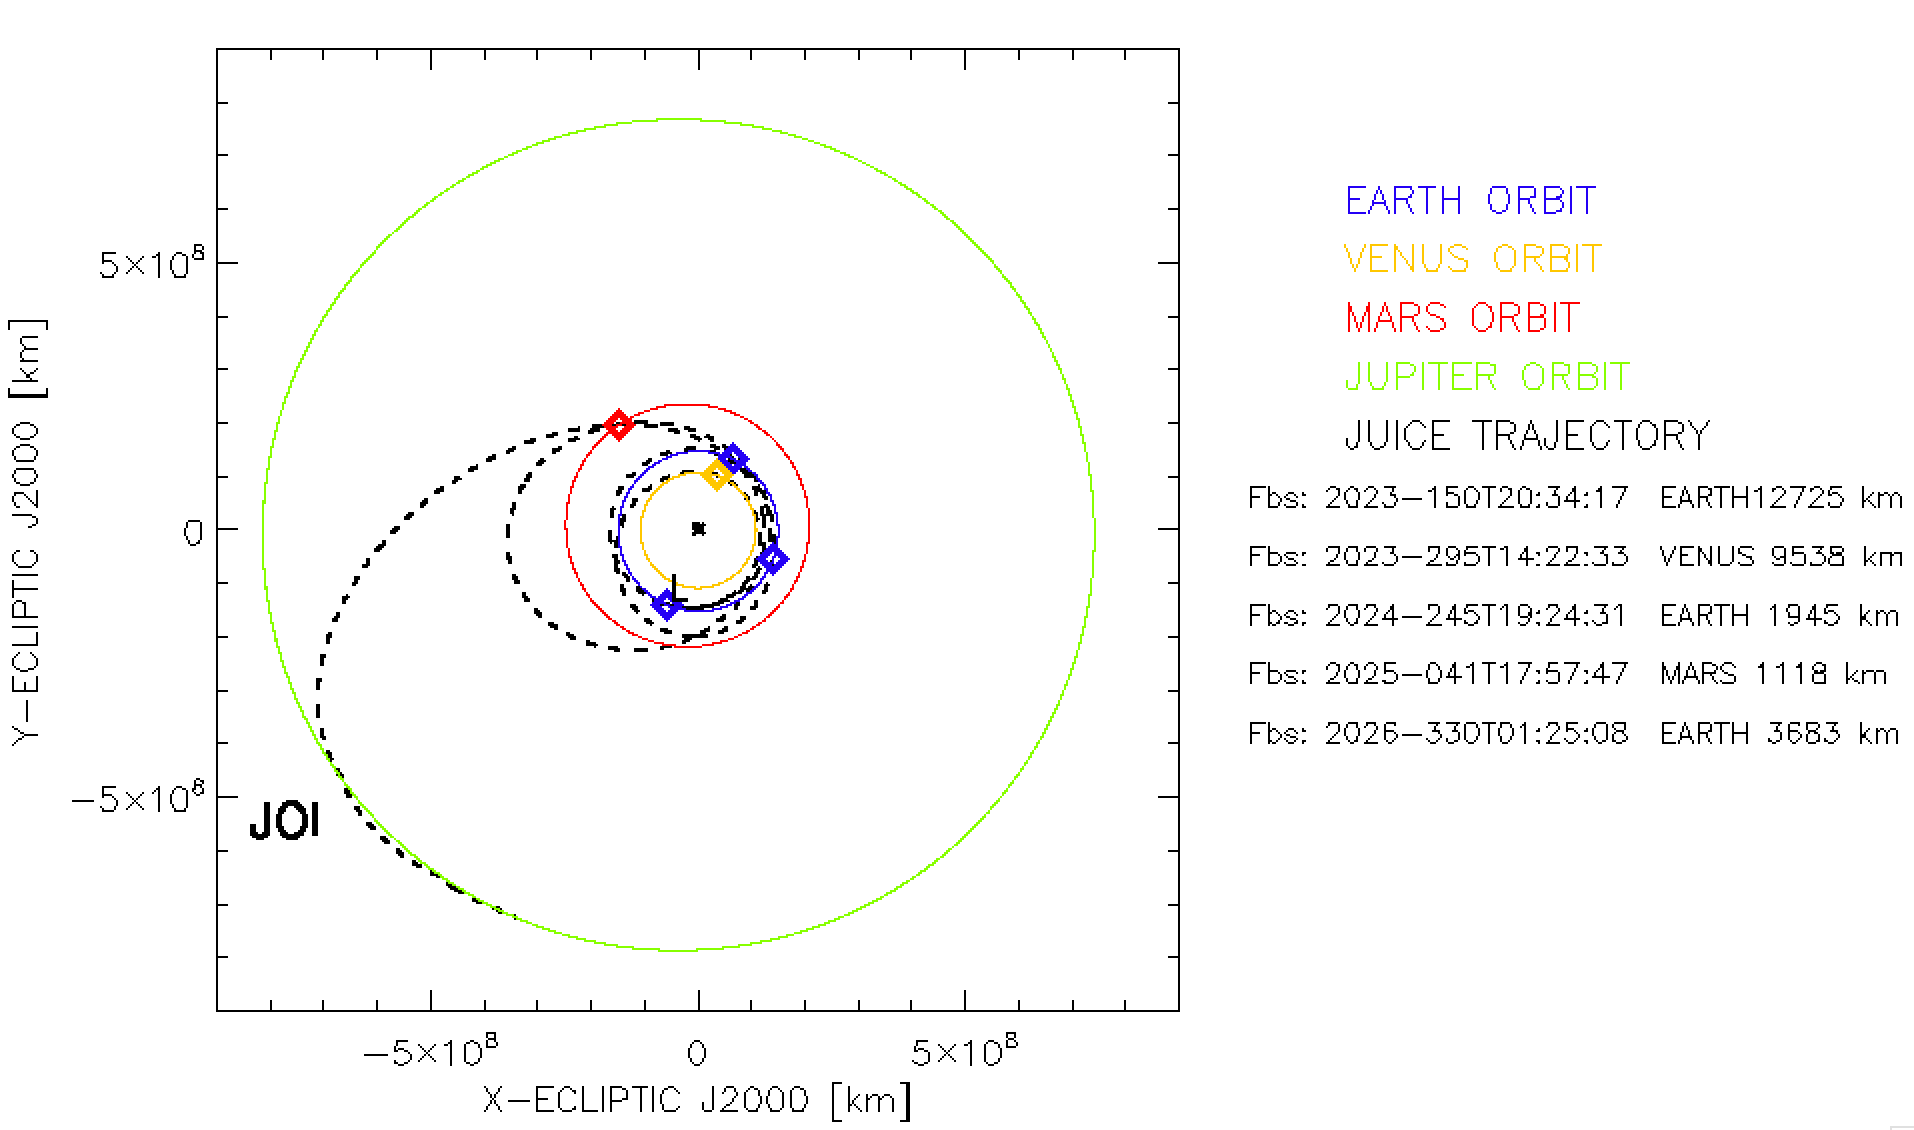 EARTH ORBIT
VENUS ORBIT
MARS ORBIT
JUPITER ORBIT
JUICE TRAJECTORY
Fbs: 2023-150T20:34:17 EARTH12725 km
Fbs: 2023-295T14:22:33 VENUS 9538 km
Fbs: 2024-245T19:24:31 EARTH 1945 km
Fbs: 2025-041T17:57:47 MARS 1118 km
Fbs: 2026-330T01:25:08 EARTH 3683 km
Y-ECLIPTIC J2000 [km]
5×10⁸
0
-5×10⁸
L
JOI
-5×10⁸ 0 5×10⁸
X-ECLIPTIC J2000 [km]